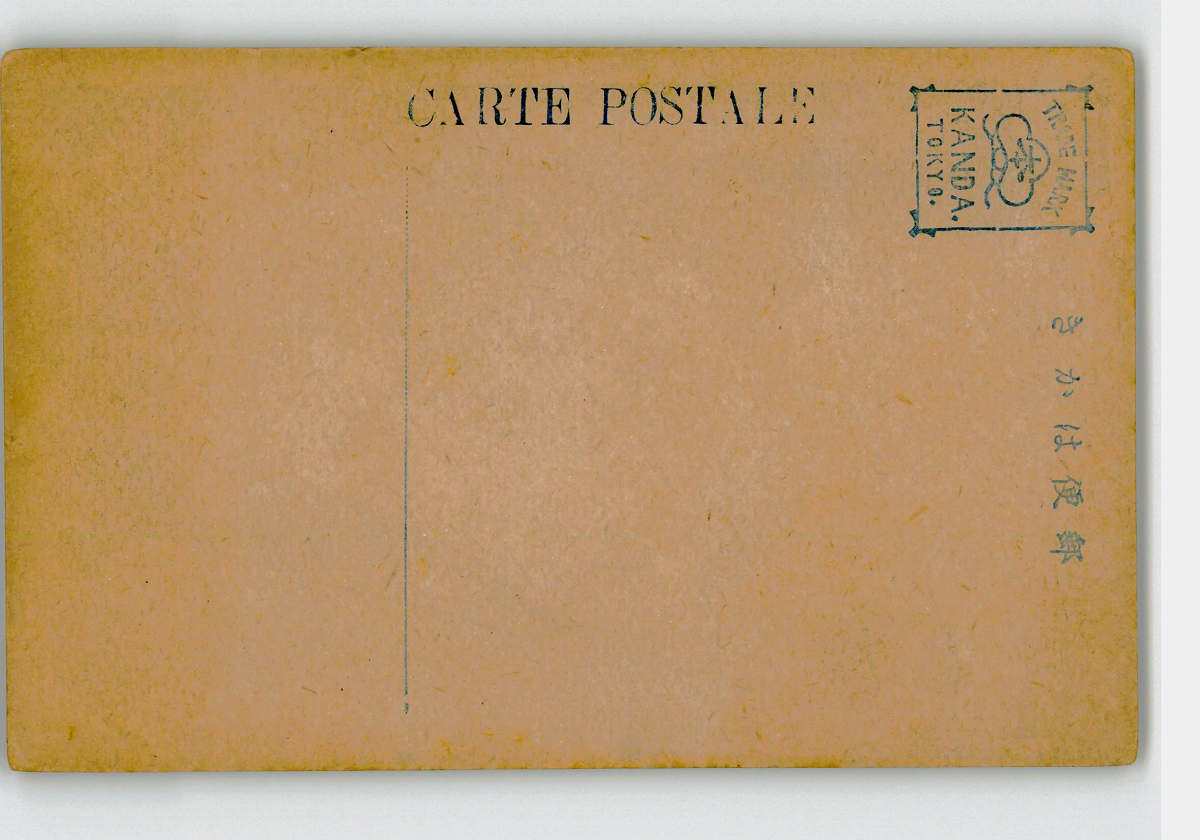 CARTE POSTALE
TRADE MARK
KANDA.
TOKYO.
郵便はかき